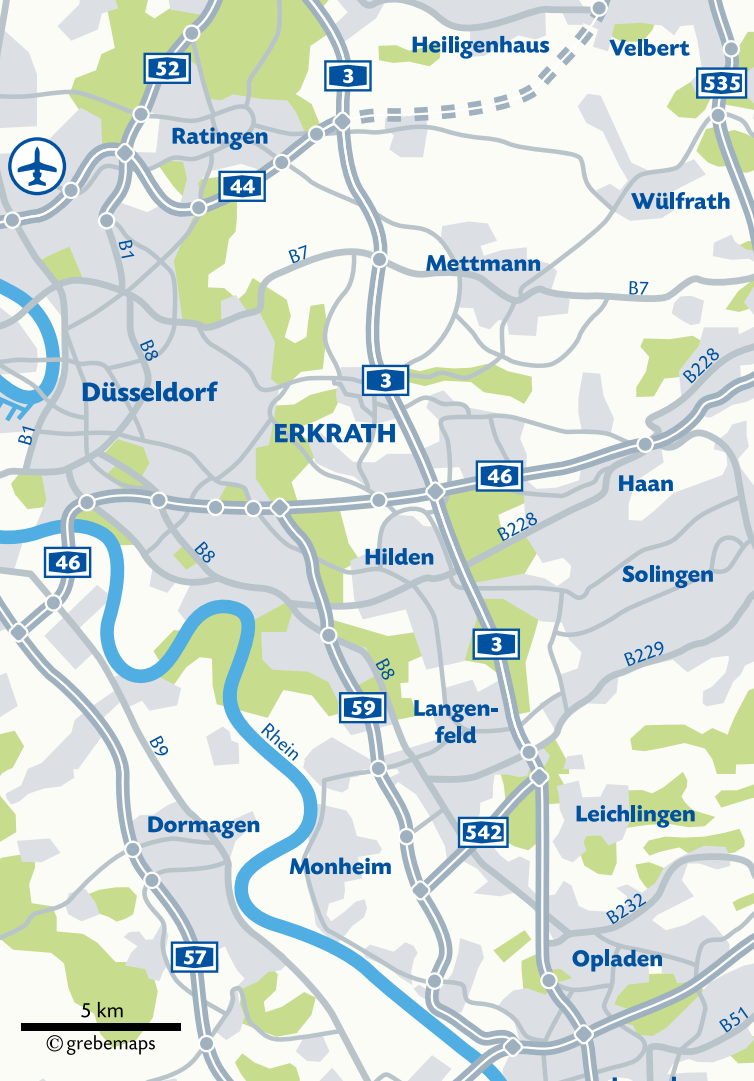 Heiligenhaus
Velbert
52
3
535
Ratingen
44
Wülfrath
B1
B7
Mettmann
B7
B8
B228
3
Düsseldorf
B1
ERKRATH
46
Haan
B228
46
B8
Hilden
Solingen
3
B229
B8
59
Langen-
feld
Rhein
B9
Dormagen
542
Leichlingen
Monheim
B232
57
Opladen
5 km
B51
© grebemaps